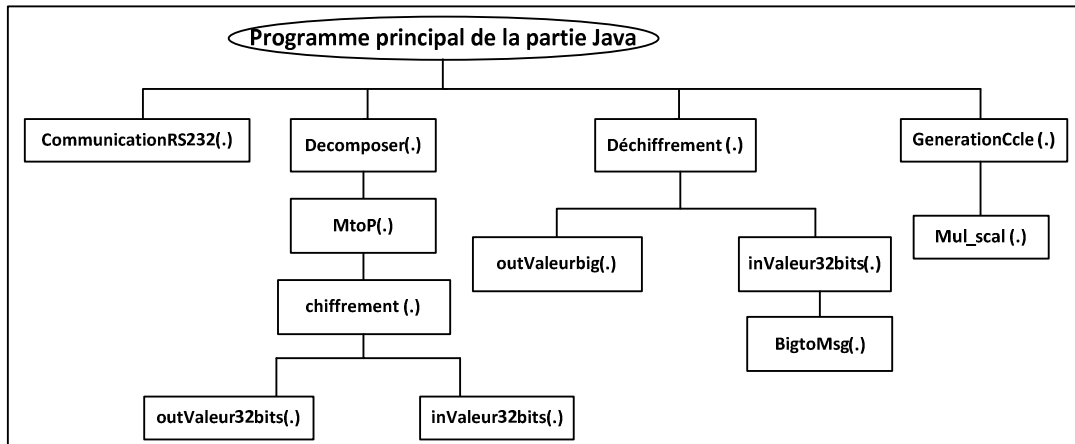 Programme principal de la partie Java
CommunicationRS232(.)
Decomposer(.)
Déchiffrement (.)
GenerationCcle (.)
MtoP(.)
outValeurbig(.)
inValeur32bits(.)
Mul_scal (.)
chiffrement (.)
BigtoMsg(.)
outValeur32bits(.)
inValeur32bits(.)